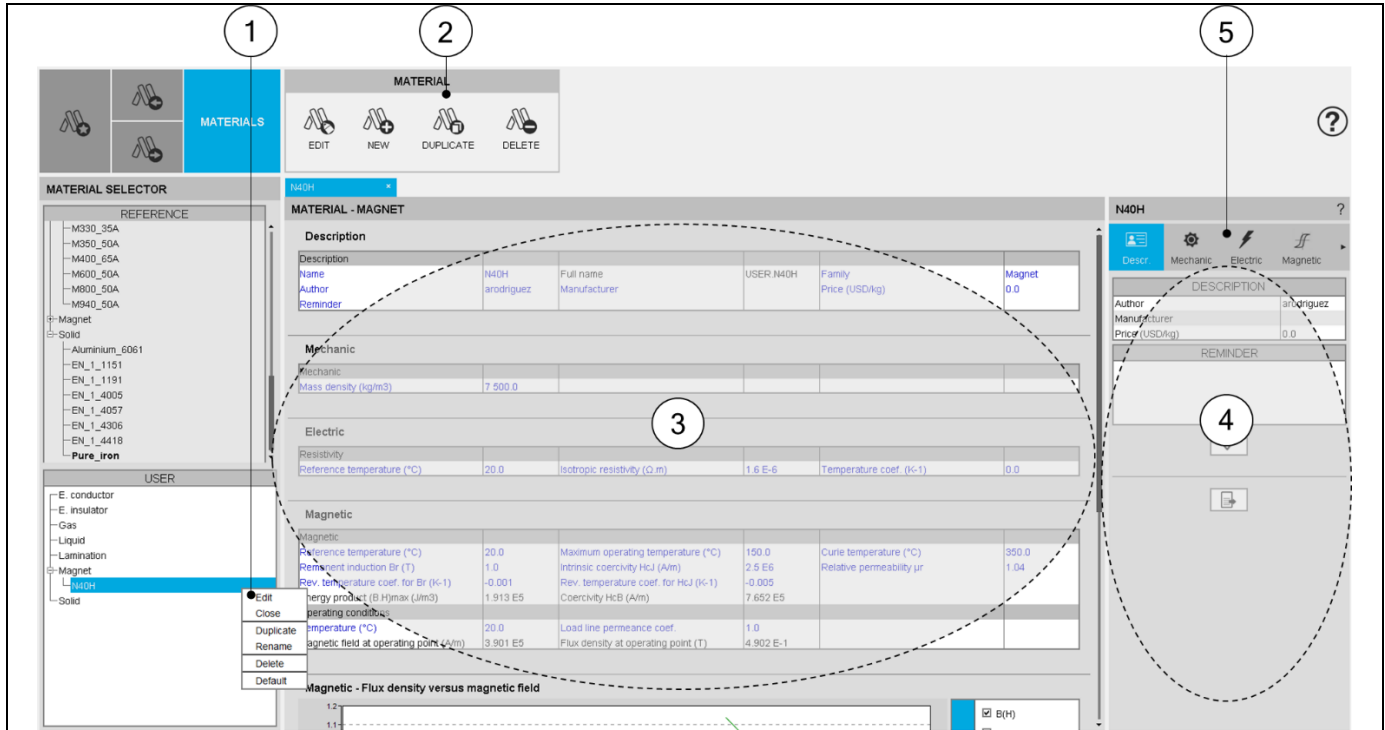 1
2
5
MATERIAL
MATERIALS
EDIT NEW DUPLICATE DELETE
?
MATERIAL SELECTOR
REFERENCE
M330_35A
M350_50A
M400_65A
M600_50A
M800_50A
M940_50A
Magnet
Solid
Aluminium_6061
EN_1_1151
EN_1_1191
EN_1_4005
EN_1_4057
EN_1_4306
EN_1_4418
Pure_iron
USER
E. conductor
E. insulator
Gas
Liquid
Lamination
Magnet
N40H
Solid
Edit
Close
Duplicate
Rename
Delete
Default
N40H ×
MATERIAL - MAGNET
Description
Description
Name N40H Full name USER.N40H Family Magnet
Author arodriguez Manufacturer Price (USD/kg) 0.0
Reminder
Mechanic
Mechanic
Mass density (kg/m3) 7 500.0
3
Electric
Resistivity
Reference temperature (°C) 20.0 Isotropic resistivity (Ω.m) 1.6 E-6 Temperature coef. (K-1) 0.0
Magnetic
Magnetic
Reference temperature (°C) 20.0 Maximum operating temperature (°C) 150.0 Curie temperature (°C) 350.0
Remanent induction Br (T) 1.0 Intrinsic coercivity HcJ (A/m) 2.5 E6 Relative permeability µr 1.04
Rev. temperature coef. for Br (K-1) -0.001 Rev. temperature coef. for HcJ (K-1) -0.005
Energy product (B.H)max (J/m3) 1.913 E5 Coercivity HcB (A/m) 7.652 E5
Operating conditions
Temperature (°C) 20.0 Load line permeance coef. 1.0
Magnetic field at operating point (A/m) 3.901 E5 Flux density at operating point (T) 4.902 E-1
Magnetic - Flux density versus magnetic field
1.2
1.1
B(H)
N40H ?
Descr. Mechanic Electric Magnetic
DESCRIPTION
Author arodriguez
Manufacturer
Price (USD/kg) 0.0
REMINDER
4